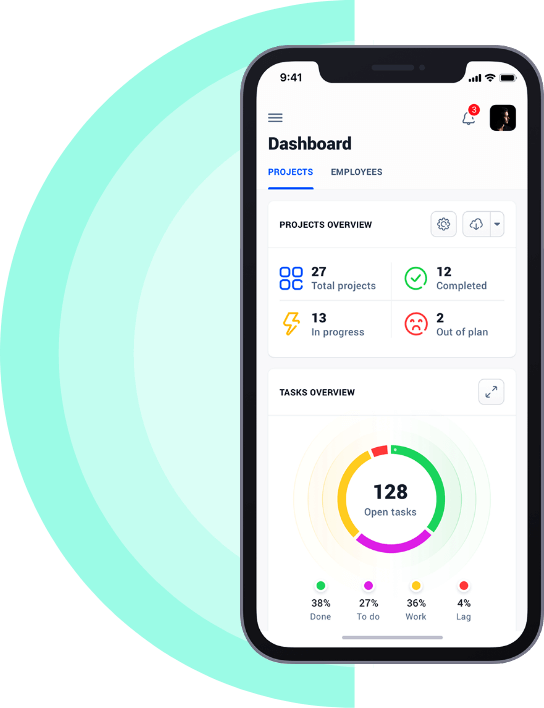 9:41
3
Dashboard
PROJECTS EMPLOYEES
PROJECTS OVERVIEW
27 12
Total projects Completed
13 2
In progress Out of plan
TASKS OVERVIEW
128
Open tasks
38% 27% 36% 4%
Done To do Work Lag